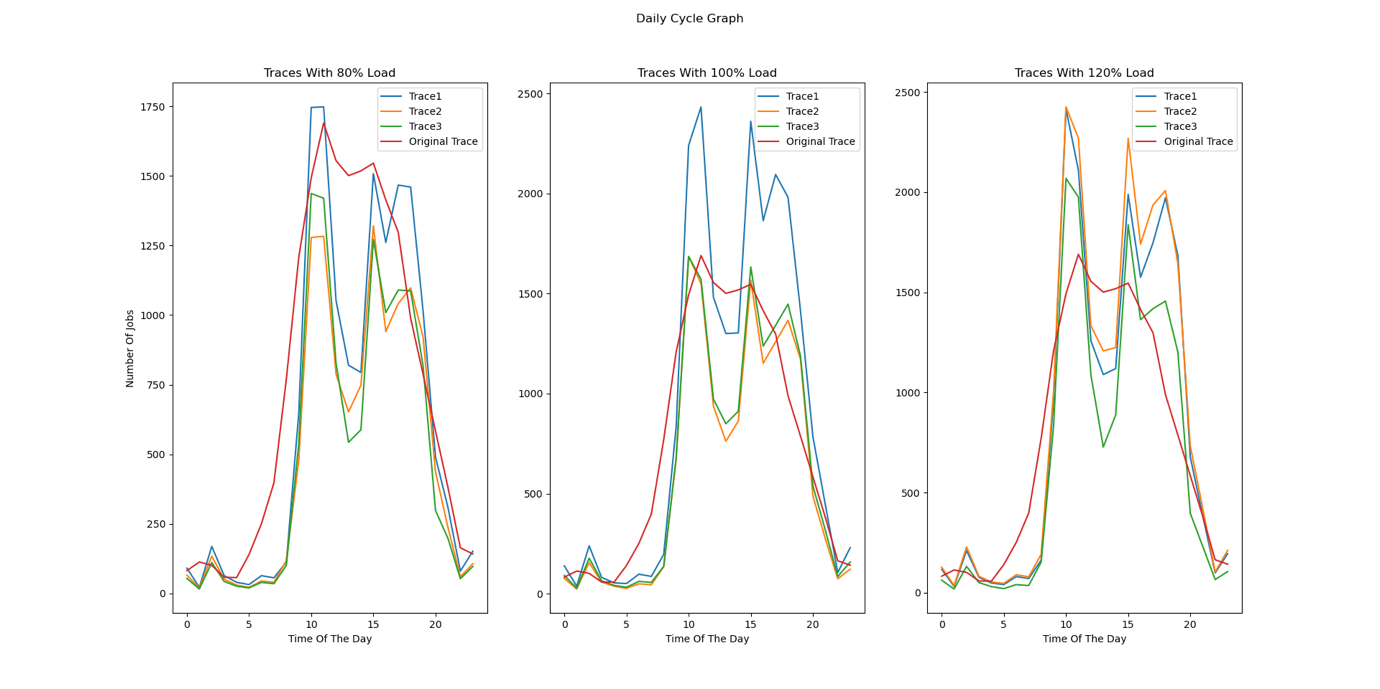 Daily Cycle Graph
Traces With 80% Load
Number Of Jobs
1750
1500
1250
1000
750
500
250
0
0 5 10 15 20
Time Of The Day
Trace1
Trace2
Trace3
Original Trace
Traces With 100% Load
2500
2000
1500
1000
500
0
0 5 10 15 20
Time Of The Day
Trace1
Trace2
Trace3
Original Trace
Traces With 120% Load
2500
2000
1500
1000
500
0
0 5 10 15 20
Time Of The Day
Trace1
Trace2
Trace3
Original Trace